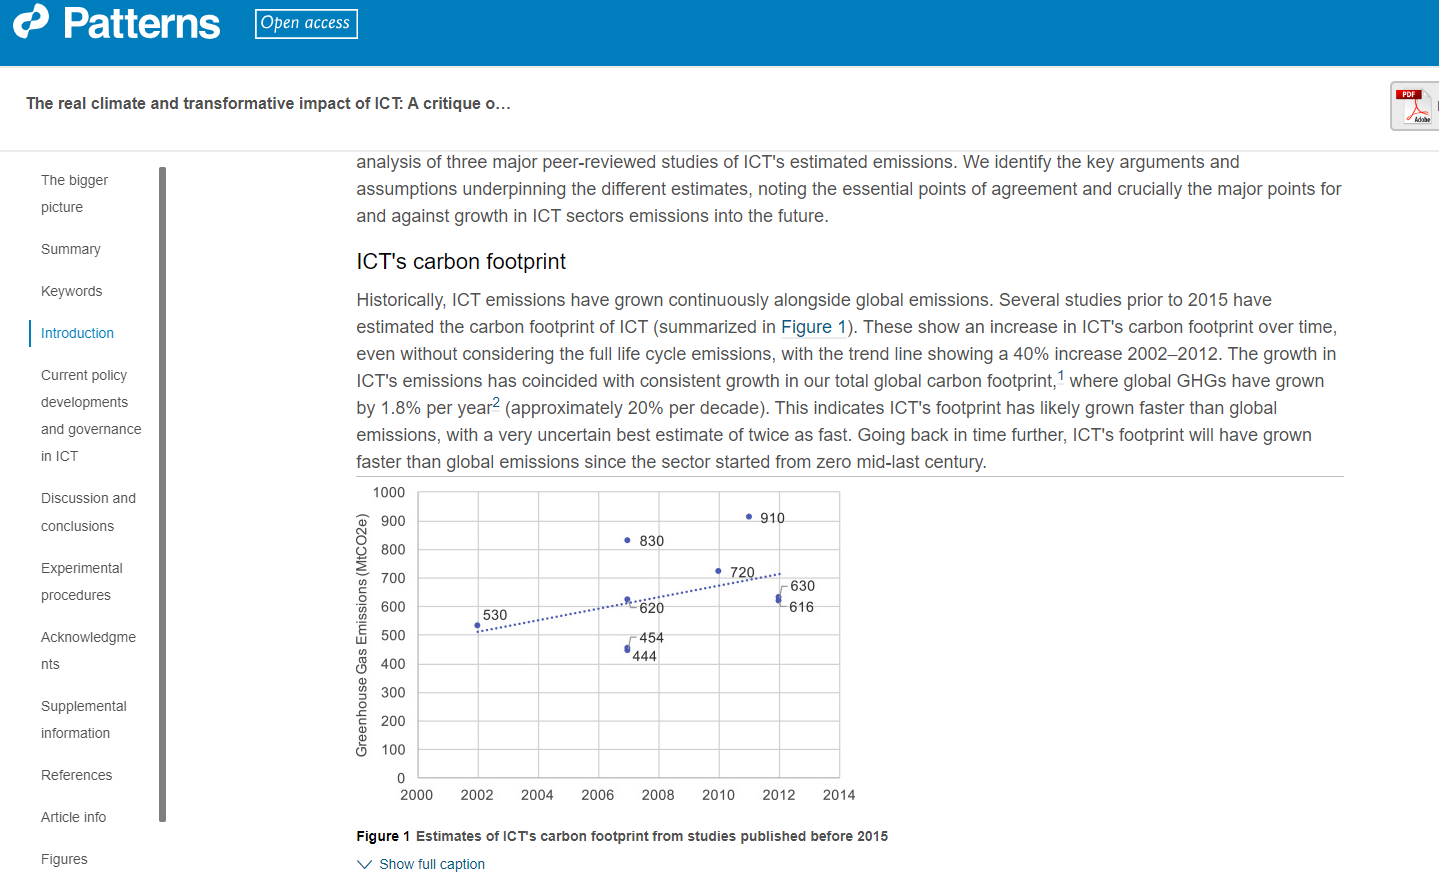 Patterns
Open access
The real climate and transformative impact of ICT: A critique o...
PDF
Adobe
The bigger
picture
Summary
Keywords
Introduction
Current policy
developments
and governance
in ICT
Discussion and
conclusions
Experimental
procedures
Acknowledgme
nts
Supplemental
information
References
Article info
Figures
analysis of three major peer-reviewed studies of ICT's estimated emissions. We identify the key arguments and
assumptions underpinning the different estimates, noting the essential points of agreement and crucially the major points for
and against growth in ICT sectors emissions into the future.
ICT's carbon footprint
Historically, ICT emissions have grown continuously alongside global emissions. Several studies prior to 2015 have
estimated the carbon footprint of ICT (summarized in Figure 1). These show an increase in ICT's carbon footprint over time,
even without considering the full life cycle emissions, with the trend line showing a 40% increase 2002–2012. The growth in
ICT's emissions has coincided with consistent growth in our total global carbon footprint,1 where global GHGs have grown
by 1.8% per year2 (approximately 20% per decade). This indicates ICT's footprint has likely grown faster than global
emissions, with a very uncertain best estimate of twice as fast. Going back in time further, ICT's footprint will have grown
faster than global emissions since the sector started from zero mid-last century.
Greenhouse Gas Emissions (MtCO2e)
1000
900
800
700
600
500
400
300
200
100
0
530
830
620
454
444
720
910
630
616
2000 2002 2004 2006 2008 2010 2012 2014
Figure 1 Estimates of ICT's carbon footprint from studies published before 2015
Show full caption